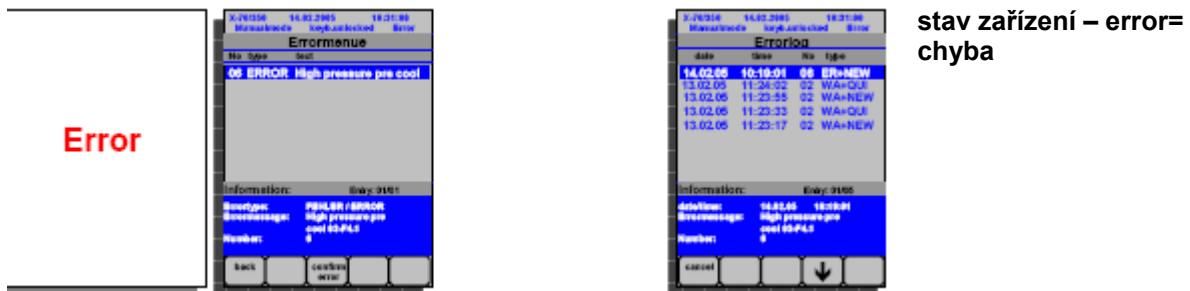 Error
X-70/350 14.02.2005 10:31:00
Manualmode keyb.unlocked Error
Errormenue
No type text
06 ERROR High pressure pre cool
Information: Entry: 01/01
Errortype: FEHLER / ERROR
Errormessage: High pressure pre
cool 03-F4.1
Number: 6
back confirm
error
X-70/350 14.02.2005 10:31:00
Manualmode keyb.unlocked Error
Errorlog
date time No type
14.02.05 10:19:01 06 ER»NEW
13.02.05 11:24:02 02 WA»QUI
13.02.05 11:23:55 02 WA»NEW
13.02.05 11:23:33 02 WA»QUI
13.02.05 11:23:17 02 WA»NEW
Information: Entry: 01/05
date/time: 14.02.05 10:19:01
Errormessage: High pressure pre
cool 03-F4.1
Number: 6
cancel
stav zařízení – error=
chyba